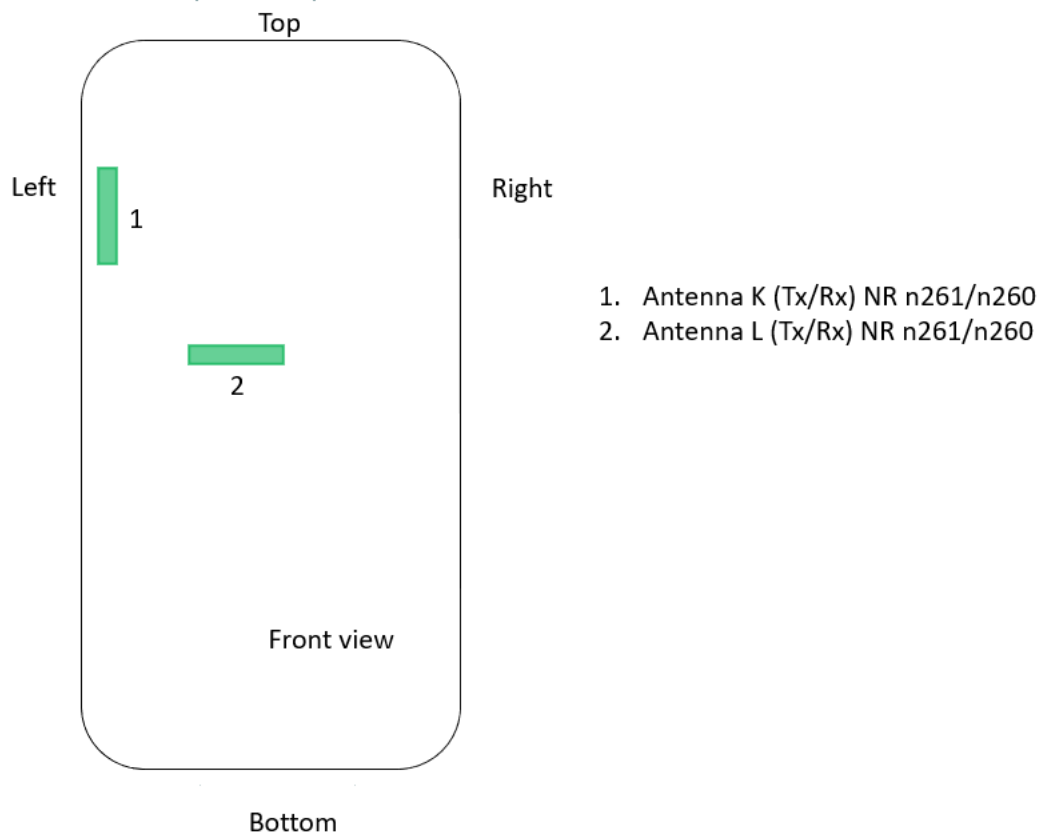 Top
Left
Right
1
1. Antenna K (Tx/Rx) NR n261/n260
2. Antenna L (Tx/Rx) NR n261/n260
2
Front view
Bottom